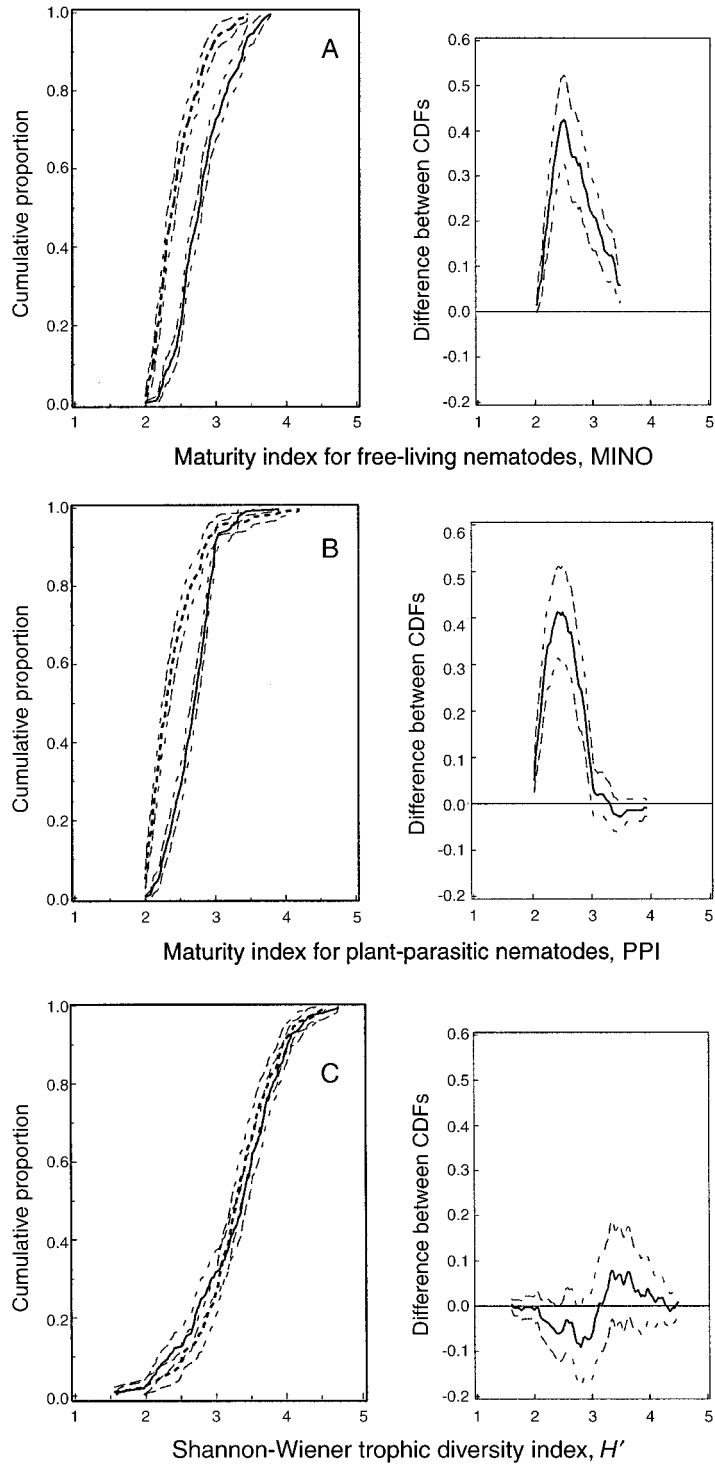 A
Cumulative proportion
1.0
0.8
0.6
0.4
0.2
0.0
1 2 3 4 5
Difference between CDFs
0.6
0.5
0.4
0.3
0.2
0.1
0.0
-0.1
-0.2
1 2 3 4 5
Maturity index for free-living nematodes, MINO
B
Cumulative proportion
1.0
0.8
0.6
0.4
0.2
0.0
1 2 3 4 5
Difference between CDFs
0.6
0.5
0.4
0.3
0.2
0.1
0.0
-0.1
-0.2
1 2 3 4 5
Maturity index for plant-parasitic nematodes, PPI
C
Cumulative proportion
1.0
0.8
0.6
0.4
0.2
0.0
1 2 3 4 5
Difference between CDFs
0.6
0.5
0.4
0.3
0.2
0.1
0.0
-0.1
-0.2
1 2 3 4 5
Shannon-Wiener trophic diversity index, H′